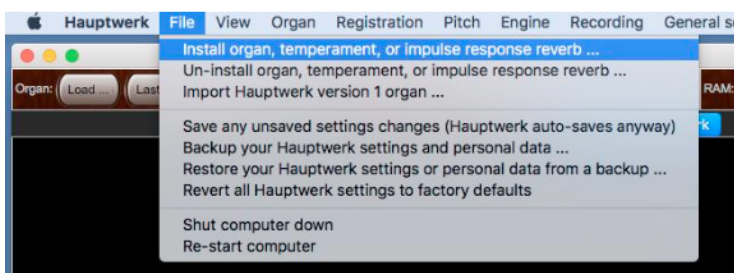 Hauptwerk File View Organ Registration Pitch Engine Recording General s
Install organ, temperament, or impulse response reverb ...
Un-install organ, temperament, or impulse response reverb ...
Import Hauptwerk version 1 organ ...
Organ: Load ... Last
RAM:
Save any unsaved settings changes (Hauptwerk auto-saves anyway)
Backup your Hauptwerk settings and personal data ...
Restore your Hauptwerk settings or personal data from a backup ...
Revert all Hauptwerk settings to factory defaults
Shut computer down
Re-start computer